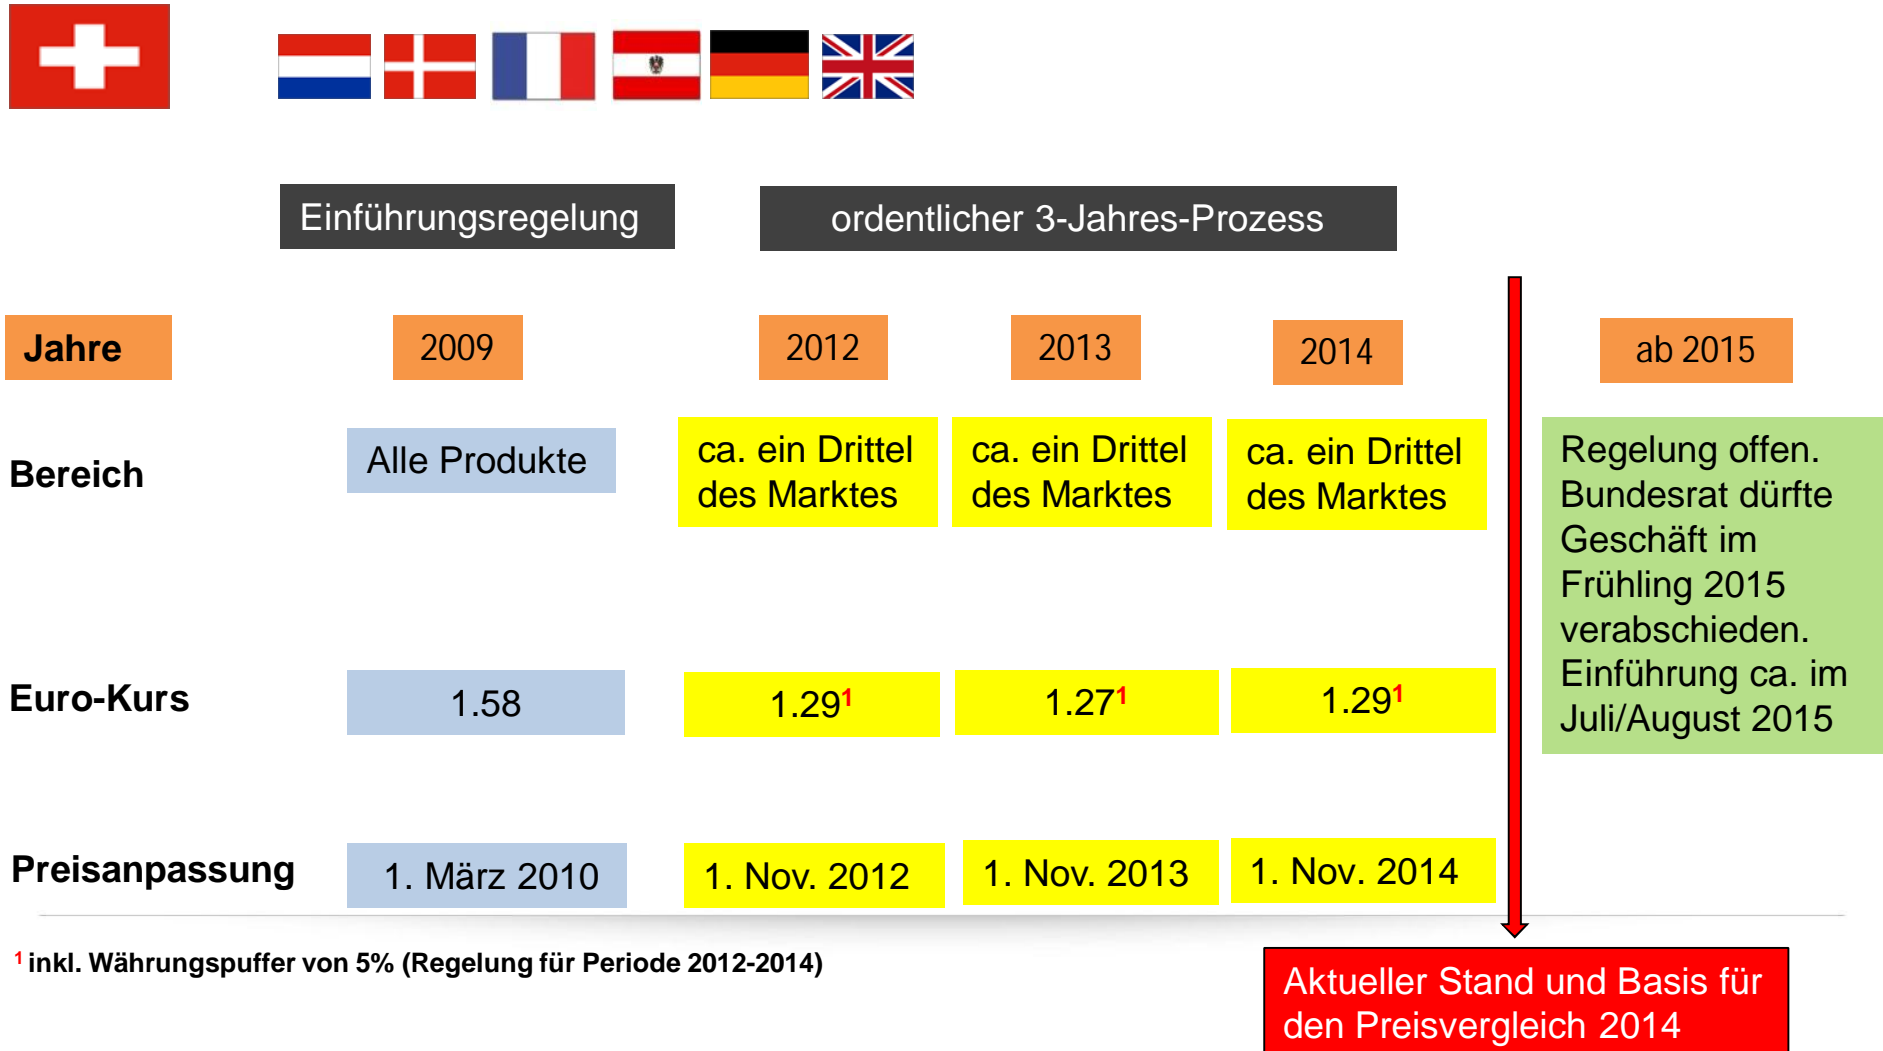 Einführungsregelung
ordentlicher 3-Jahres-Prozess
Jahre
2009
2012
2013
2014
ab 2015
Bereich
Alle Produkte
ca. ein Drittel
des Marktes
ca. ein Drittel
des Marktes
ca. ein Drittel
des Marktes
Regelung offen.
Bundesrat dürfte
Geschäft im
Frühling 2015
verabschieden.
Einführung ca. im
Juli/August 2015
Euro-Kurs
1.58
1.29¹
1.27¹
1.29¹
Preisanpassung
1. März 2010
1. Nov. 2012
1. Nov. 2013
1. Nov. 2014
¹ inkl. Währungspuffer von 5% (Regelung für Periode 2012-2014)
Aktueller Stand und Basis für
den Preisvergleich 2014